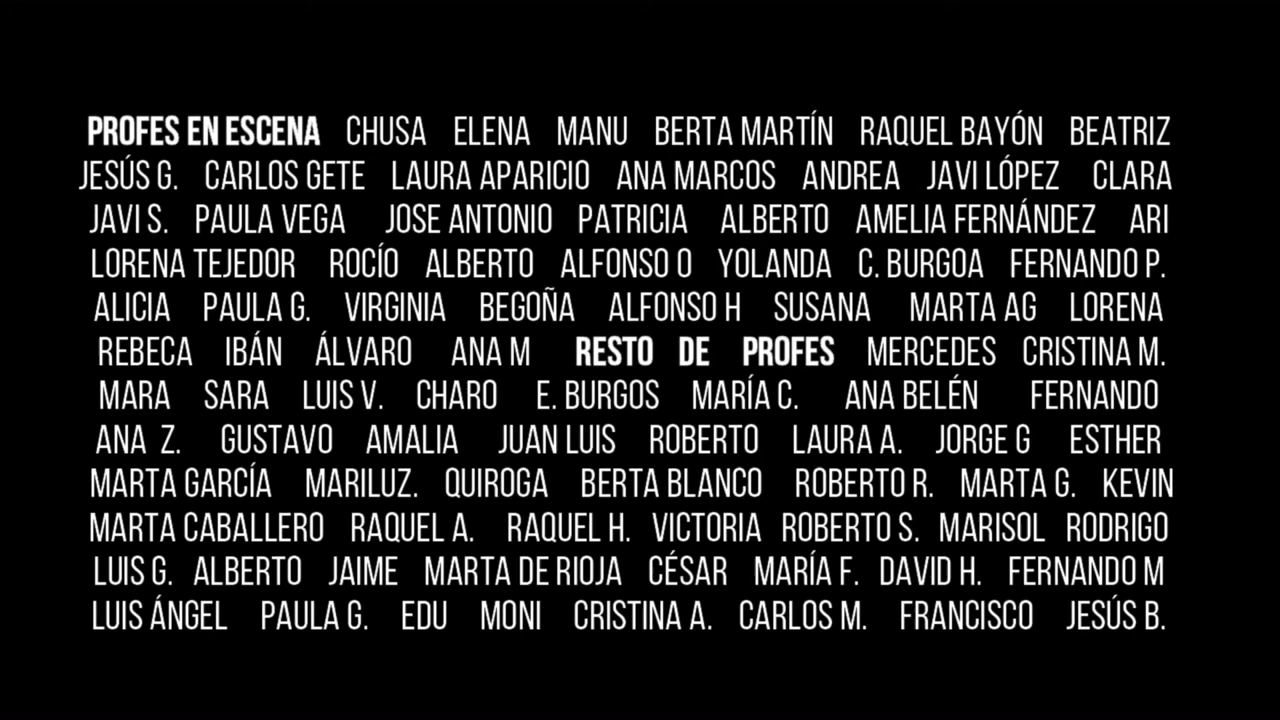 PROFES EN ESCENA CHUSA ELENA MANU BERTA MARTÍN RAQUEL BAYÓN BEATRIZ
JESÚS G. CARLOS GETE LAURA APARICIO ANA MARCOS ANDREA JAVI LÓPEZ CLARA
JAVI S. PAULA VEGA JOSE ANTONIO PATRICIA ALBERTO AMELIA FERNÁNDEZ ARI
LORENA TEJEDOR ROCÍO ALBERTO ALFONSO O YOLANDA C. BURGOA FERNANDO P.
ALICIA PAULA G. VIRGINIA BEGOÑA ALFONSO H SUSANA MARTA AG LORENA
REBECA IBÁN ÁLVARO ANA M RESTO DE PROFES MERCEDES CRISTINA M.
MARA SARA LUIS V. CHARO E. BURGOS MARÍA C. ANA BELÉN FERNANDO
ANA Z. GUSTAVO AMALIA JUAN LUIS ROBERTO LAURA A. JORGE G ESTHER
MARTA GARCÍA MARILUZ. QUIROGA BERTA BLANCO ROBERTO R. MARTA G. KEVIN
MARTA CABALLERO RAQUEL A. RAQUEL H. VICTORIA ROBERTO S. MARISOL RODRIGO
LUIS G. ALBERTO JAIME MARTA DE RIOJA CÉSAR MARÍA F. DAVID H. FERNANDO M
LUIS ÁNGEL PAULA G. EDU MONI CRISTINA A. CARLOS M. FRANCISCO JESÚS B.